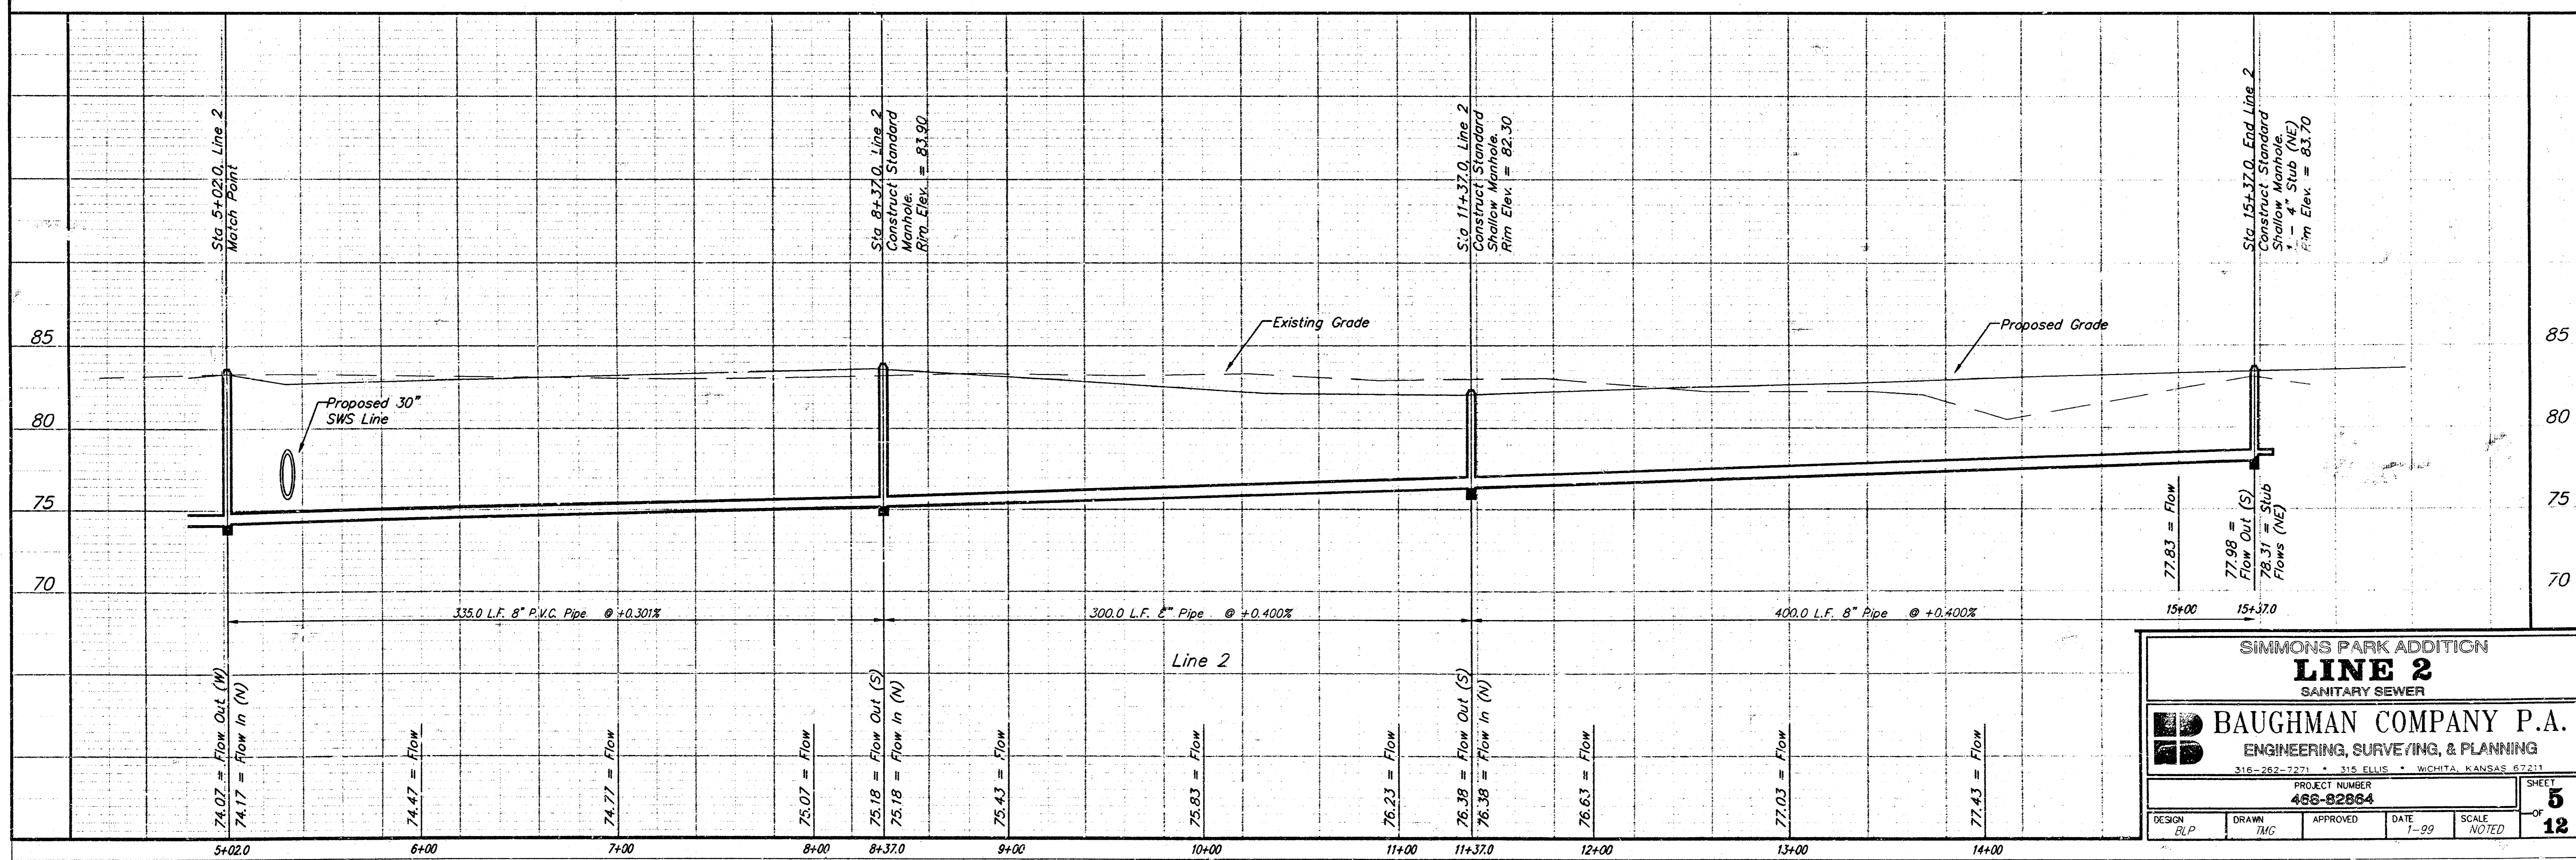 Sta 5+02.0, Line 2
Match Point
Sta 8+37.0, Line 2
Construct Standard
Manhole.
Rim Elev. = 83.90
Sta 11+37.0, Line 2
Construct Standard
Shallow Manhole.
Rim Elev. = 82.30
Sta 15+37.0, End Line 2
Construct Standard
Shallow Manhole.
1 - 4" Stub (NE)
Rim Elev. = 83.70
85
80
75
70
85
80
75
70
Existing Grade
Proposed Grade
Proposed 30"
SWS Line
77.83 = Flow
77.98 =
Flow Out (S)
78.31 = Stub
Flows (NE)
15+00
15+37.0
335.0 L.F. 8" P.V.C. Pipe @ +0.301%
300.0 L.F. 8" Pipe @ +0.400%
400.0 L.F. 8" Pipe @ +0.400%
Line 2
74.07 = Flow Out (W)
74.17 = Flow In (N)
74.47 = Flow
74.77 = Flow
75.07 = Flow
75.18 = Flow Out (S)
75.18 = Flow In (N)
75.43 = Flow
75.83 = Flow
76.23 = Flow
76.38 = Flow Out (S)
76.38 = Flow In (N)
76.63 = Flow
77.03 = Flow
77.43 = Flow
5+02.0
6+00
7+00
8+00
8+37.0
9+00
10+00
11+00
11+37.0
12+00
13+00
14+00
SIMMONS PARK ADDITION
LINE 2
SANITARY SEWER
BAUGHMAN COMPANY P.A.
ENGINEERING, SURVEYING, & PLANNING
316-262-7271 * 315 ELLIS * WICHITA, KANSAS 67211
PROJECT NUMBER
468-82864
SHEET
5
OF
12
DESIGN
BLP
DRAWN
TMG
APPROVED
DATE
1-99
SCALE
NOTED